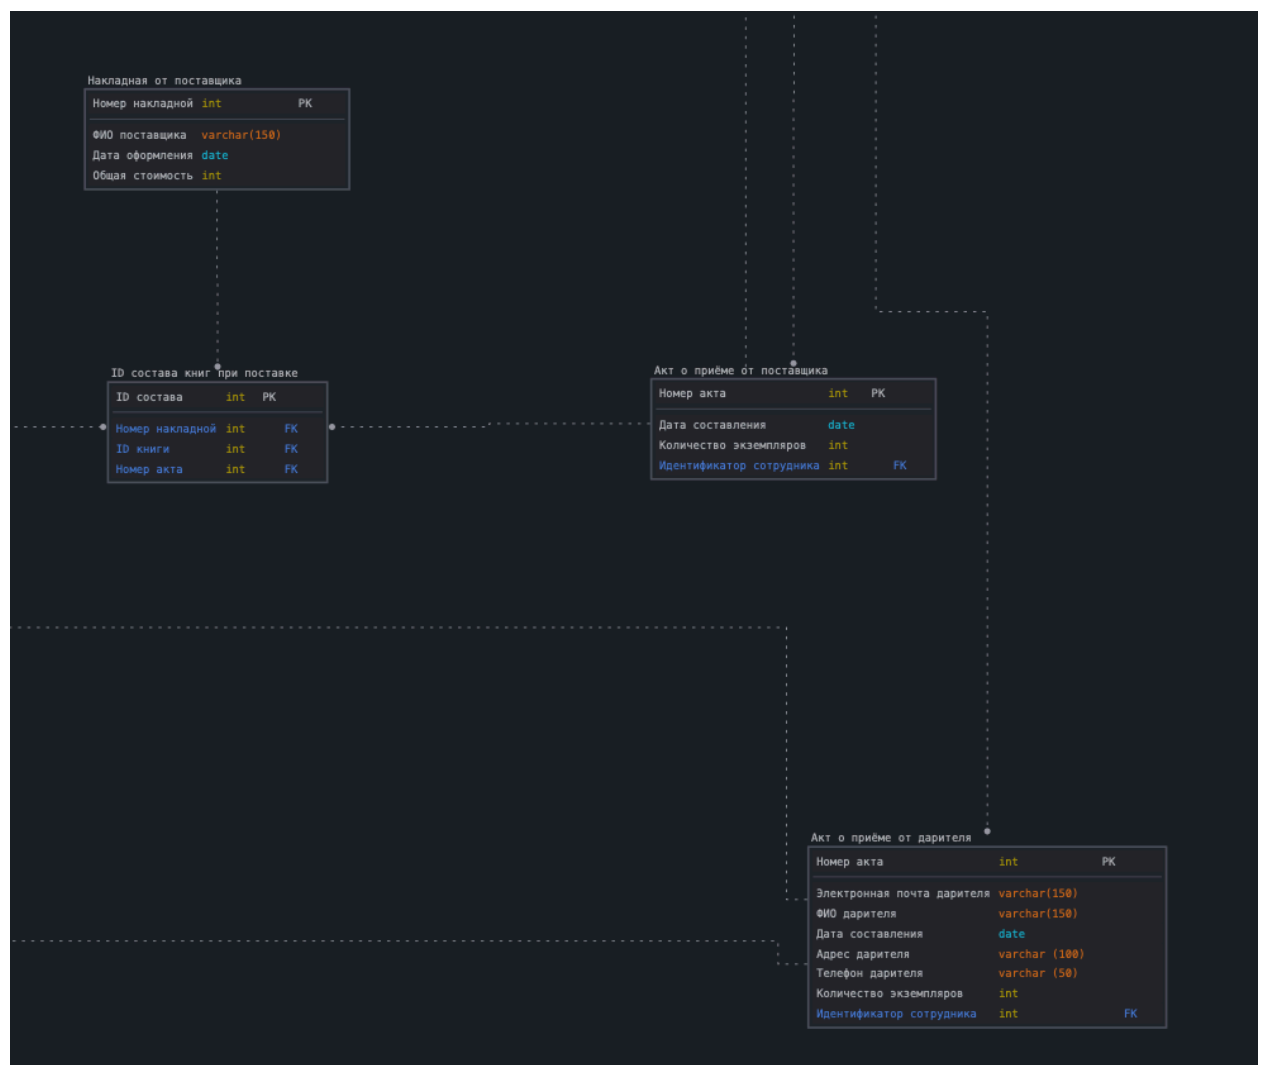 Накладная от поставщика
Номер накладной int PK
ФИО поставщика varchar(150)
Дата оформления date
Общая стоимость int
ID состава книг при поставке
ID состава int PK
Номер накладной int FK
ID книги int FK
Номер акта int FK
Акт о приёме от поставщика
Номер акта int PK
Дата составления date
Количество экземпляров int
Идентификатор сотрудника int FK
Акт о приёме от дарителя
Номер акта int PK
Электронная почта дарителя varchar(150)
ФИО дарителя varchar(150)
Дата составления date
Адрес дарителя varchar (100)
Телефон дарителя varchar (50)
Количество экземпляров int
Идентификатор сотрудника int FK